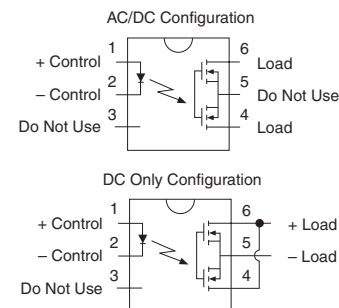 AC/DC Configuration
1
6
+ Control
Load
2
5
– Control
Do Not Use
3
4
Do Not Use
Load
DC Only Configuration
1
6
+ Control
+ Load
2
5
– Control
– Load
3
4
Do Not Use